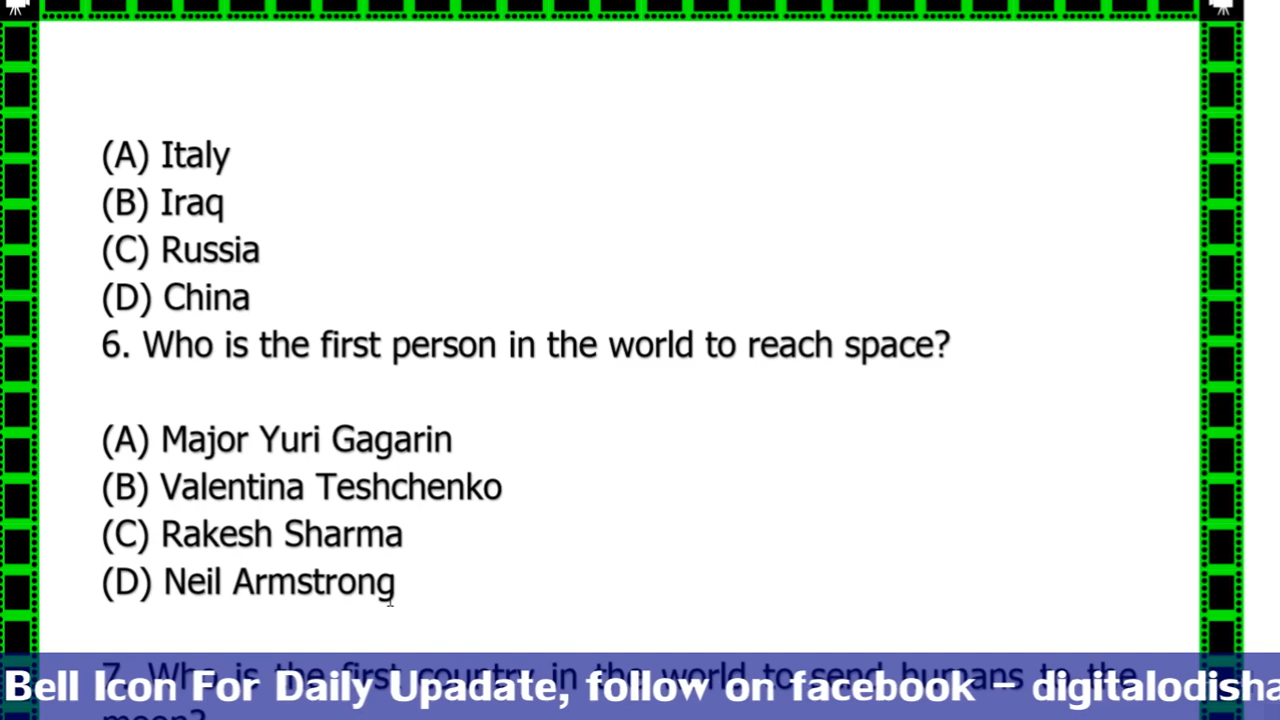 (A) Italy
(B) Iraq
(C) Russia
(D) China
6. Who is the first person in the world to reach space?
(A) Major Yuri Gagarin
(B) Valentina Teshchenko
(C) Rakesh Sharma
(D) Neil Armstrong
7. Who is the first country in the world to send humans to the
Bell Icon For Daily Upadate, follow on facebook – digitalodisha
moon?